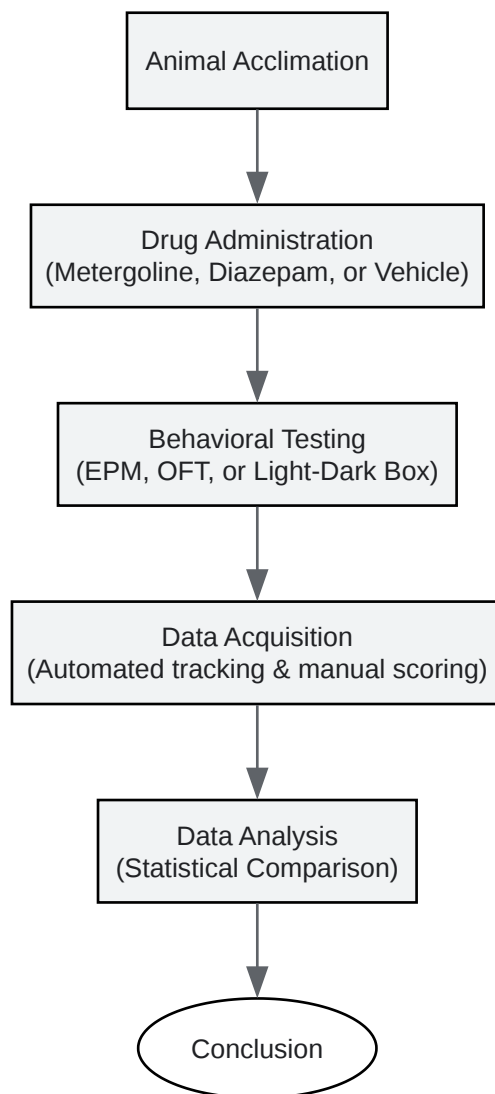 Animal Acclimation
Drug Administration
(Metergoline, Diazepam, or Vehicle)
Behavioral Testing
(EPM, OFT, or Light-Dark Box)
Data Acquisition
(Automated tracking & manual scoring)
Data Analysis
(Statistical Comparison)
Conclusion